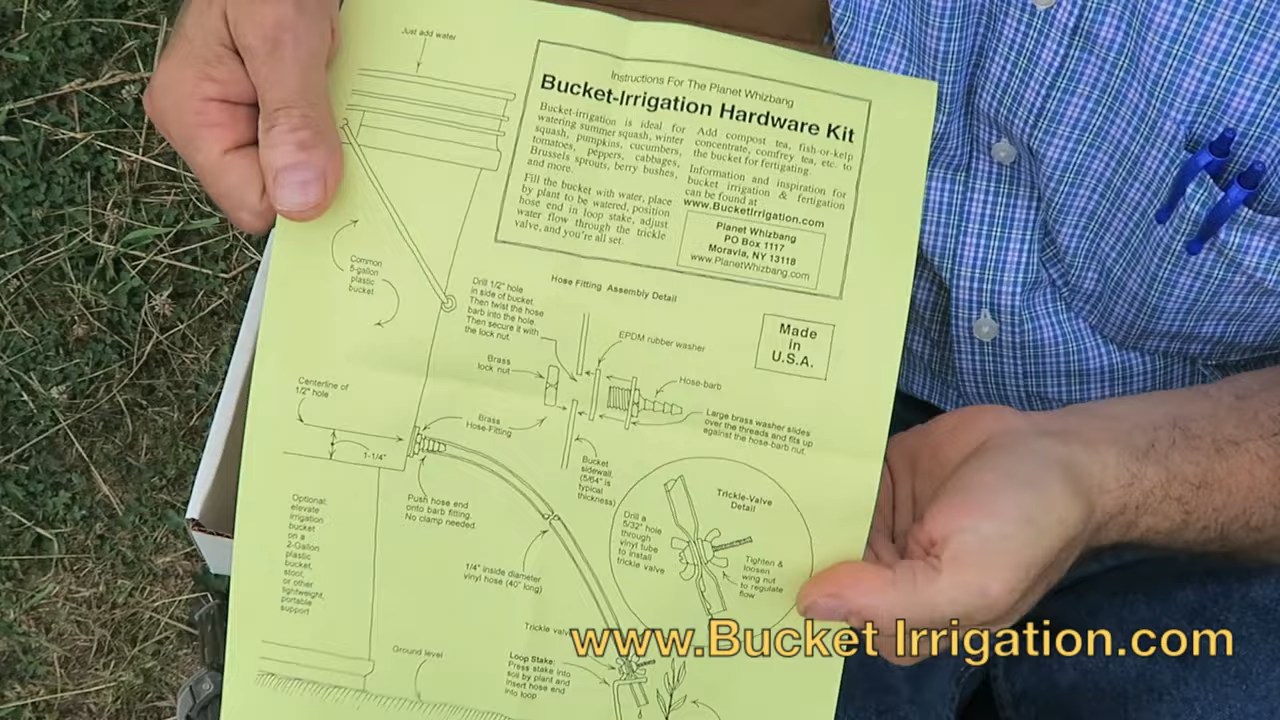 Just add water
Instructions For The Planet Whizbang
Bucket-Irrigation Hardware Kit
Bucket-irrigation is ideal for
watering summer squash, winter
squash, pumpkins, cucumbers,
tomatoes, peppers, cabbages,
Brussels sprouts, berry bushes,
and more.
Fill the bucket with water, place
by plant to be watered, position
hose end in loop stake, adjust
water flow through the trickle
valve, and you're all set.
Add compost tea, fish-or-kelp
concentrate, comfrey tea, etc. to
the bucket for fertigating.
Information and inspiration for
bucket irrigation & fertigation
can be found at
www.BucketIrrigation.com
Planet Whizbang
PO Box 1117
Moravia, NY 13118
www.PlanetWhizbang.com
Common
5-gallon
plastic
bucket
Hose Fitting Assembly Detail
Drill 1/2" hole
in side of bucket.
Then twist the hose
barb into the hole.
Then secure it with
the lock nut.
EPDM rubber washer
Made
in
U.S.A.
Brass
lock nut
Hose-barb
Large brass washer slides
over the threads and fits up
against the hose-barb nut.
Centerline of
1/2" hole
Brass
Hose-Fitting
1-1/4"
Bucket
sidewall.
(5/64" is
typical
thickness)
Push hose end
onto barb fitting.
No clamp needed.
Trickle-Valve
Detail
Drill a
5/32" hole
through
vinyl tube
to install
trickle valve
Tighten &
loosen
wing nut
to regulate
flow
Optional:
elevate
irrigation
bucket
on a
2-Gallon
plastic
bucket,
stool,
or other
lightweight,
portable
support
1/4" inside diameter
vinyl hose (40" long)
Trickle valve
Ground level
Loop Stake:
Press stake into
soil by plant and
insert hose end
into loop
www.Bucket Irrigation.com